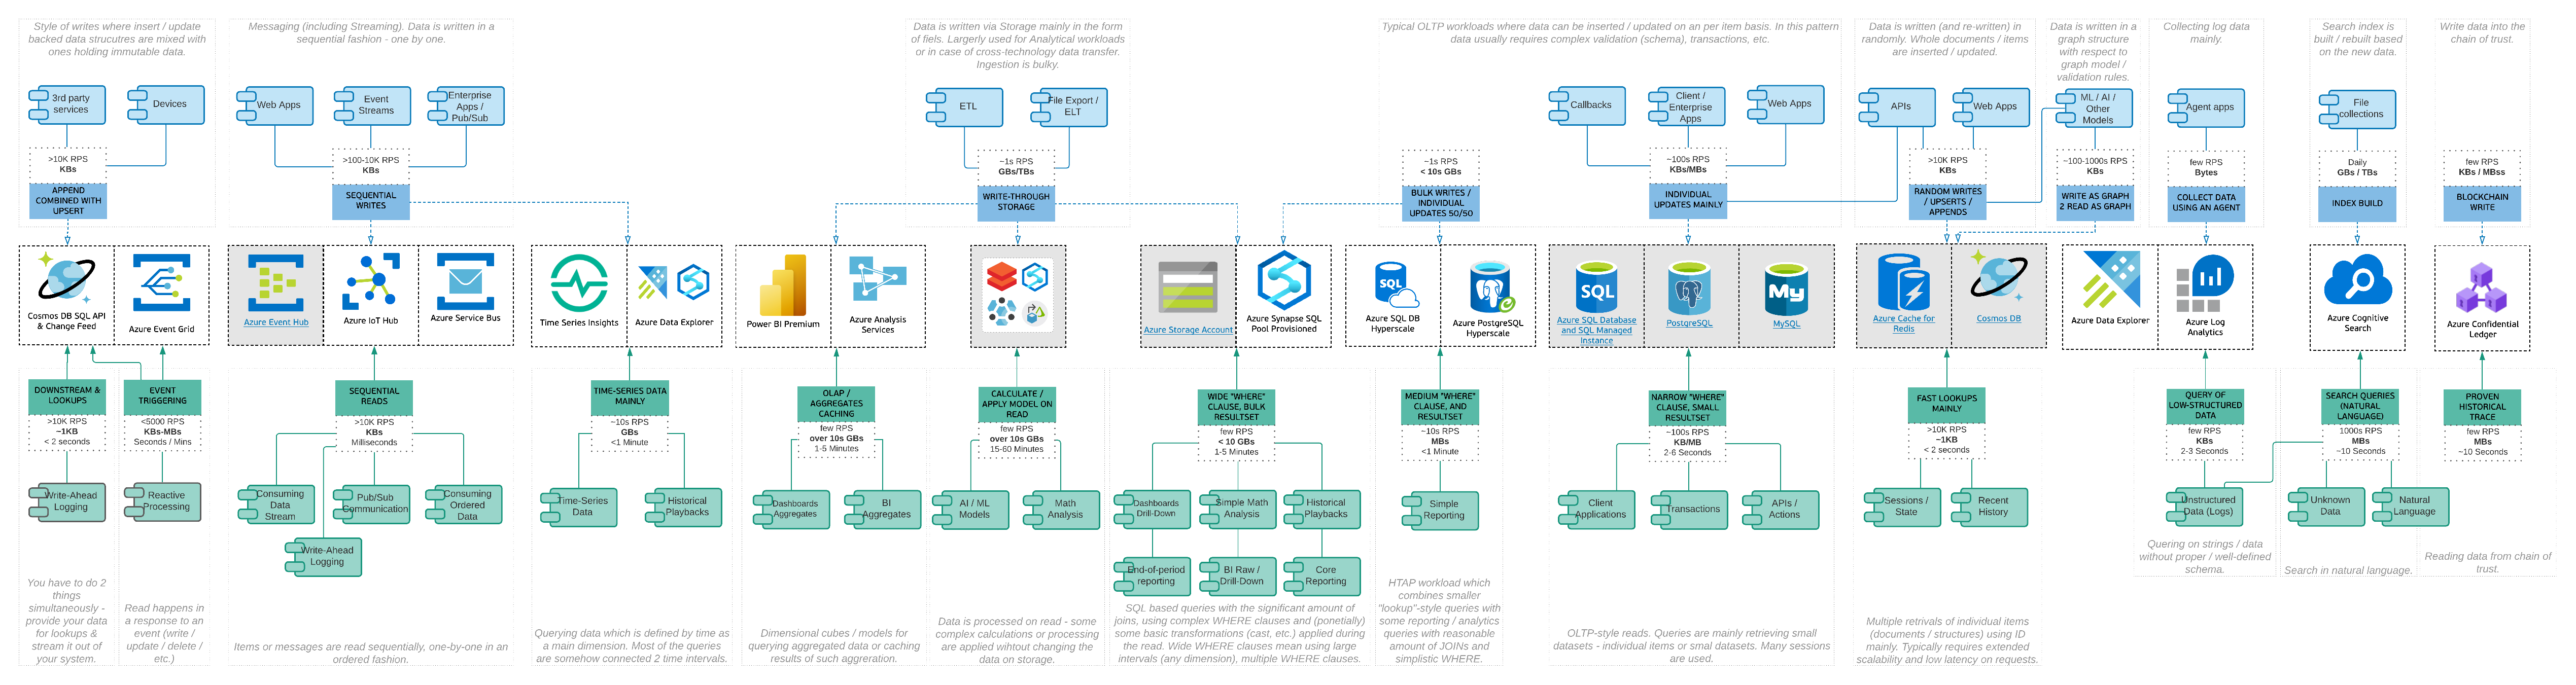 Style of writes where insert / update
backed data strucutres are mixed with
ones holding immutable data.
Messaging (including Streaming). Data is written in a
sequential fashion - one by one.
Data is written via Storage mainly in the form
of fiels. Largerly used for Analytical workloads
or in case of cross-technology data transfer.
Ingestion is bulky.
Typical OLTP workloads where data can be inserted / updated on an per item basis. In this pattern
data usually requires complex validation (schema), transactions, etc.
Data is written (and re-written) in
randomly. Whole documents / items
are inserted / updated.
Data is written in a
graph structure
with respect to
graph model /
validation rules.
Collecting log data
mainly.
Search index is
built / rebuilt based
on the new data.
Write data into the
chain of trust.
3rd party
services
Devices
Web Apps
Event
Streams
Enterprise
Apps /
Pub/Sub
ETL
File Export /
ELT
Callbacks
Client /
Enterprise
Apps
Web Apps
APIs
Web Apps
ML / AI /
Other
Models
Agent apps
File
collections
>10K RPS
KBs
APPEND
COMBINED WITH
UPSERT
>100-10K RPS
KBs
SEQUENTIAL
WRITES
~1s RPS
GBs/TBs
WRITE-THROUGH
STORAGE
~1s RPS
< 10s GBs
BULK WRITES /
INDIVIDUAL
UPDATES 50/50
~100s RPS
KBs/MBs
INDIVIDUAL
UPDATES MAINLY
>10K RPS
KBs
RANDOM WRITES
/ UPSERTS /
APPENDS
~100-1000s RPS
KBs
WRITE AS GRAPH
2 READ AS GRAPH
few RPS
Bytes
COLLECT DATA
USING AN AGENT
Daily
GBs / TBs
INDEX BUILD
few RPS
KBs / MBss
BLOCKCHAIN
WRITE
Cosmos DB SQL API
& Change Feed
Azure Event Grid
Azure Event Hub
Azure IoT Hub
Azure Service Bus
Time Series Insights
Azure Data Explorer
Power BI Premium
Azure Analysis
Services
Azure Storage Account
Azure Synapse SQL
Pool Provisioned
SQL
Azure SQL DB
Hyperscale
Azure PostgreSQL
Hyperscale
SQL
Azure SQL Database
and SQL Managed
Instance
PostgreSQL
My
MySQL
Azure Cache for
Redis
Cosmos DB
Azure Data Explorer
Azure Log
Analytics
Azure Cognitive
Search
Azure Confidential
Ledger
DOWNSTREAM &
LOOKUPS
>10K RPS
~1KB
< 2 seconds
EVENT
TRIGGERING
<5000 RPS
KBs-MBs
Seconds / Mins
SEQUENTIAL
READS
>10K RPS
KBs
Milliseconds
TIME-SERIES DATA
MAINLY
~10s RPS
GBs
<1 Minute
OLAP /
AGGREGATES
CACHING
few RPS
over 10s GBs
1-5 Minutes
CALCULATE /
APPLY MODEL ON
READ
few RPS
over 10s GBs
15-60 Minutes
WIDE "WHERE"
CLAUSE, BULK
RESULTSET
few RPS
< 10 GBs
1-5 Minutes
MEDIUM "WHERE"
CLAUSE, AND
RESULTSET
~10s RPS
MBs
<1 Minute
NARROW "WHERE"
CLAUSE, SMALL
RESULTSET
~100s RPS
KB/MB
2-6 Seconds
FAST LOOKUPS
MAINLY
>10K RPS
~1KB
< 2 seconds
QUERY OF
LOW-STRUCTURED
DATA
few RPS
KBs
2-3 Seconds
SEARCH QUERIES
(NATURAL
LANGUAGE)
1000s RPS
MBs
~10 Seconds
PROVEN
HISTORICAL
TRACE
few RPS
MBs
~10 Seconds
Write-Ahead
Logging
Reactive
Processing
Consuming
Data
Stream
Pub/Sub
Communication
Consuming
Ordered
Data
Write-Ahead
Logging
Time-Series
Data
Historical
Playbacks
Dashboards
Aggregates
BI
Aggregates
AI / ML
Models
Math
Analysis
Dashboards
Drill-Down
Simple Math
Analysis
Historical
Playbacks
End-of-period
reporting
BI Raw /
Drill-Down
Core
Reporting
Simple
Reporting
Client
Applications
Transactions
APIs /
Actions
Sessions /
State
Recent
History
Unstructured
Data (Logs)
Unknown
Data
Natural
Language
You have to do 2
things
simultaneously -
provide your data
for lookups &
stream it out of
your system.
Read happens in
a response to an
event (write /
update / delete /
etc.)
Items or messages are read sequentially, one-by-one in an
ordered fashion.
Querying data which is defined by time as
a main dimension. Most of the queries
are somehow connected 2 time intervals.
Dimensional cubes / models for
querying aggregated data or caching
results of such aggreration.
Data is processed on read - some
complex calculations or processing
are applied wihtout changing the
data on storage.
SQL based queries with the significant amount of
joins, using complex WHERE clauses and (ponetially)
some basic transformations (cast, etc.) applied during
the read. Wide WHERE clauses mean using large
intervals (any dimension), multiple WHERE clauses.
HTAP workload which
combines smaller
"lookup"-style queries with
some reporting / analytics
queries with reasonable
amount of JOINs and
simplistic WHERE.
OLTP-style reads. Queries are mainly retrieving small
datasets - individual items or smal datasets. Many sessions
are used.
Multiple retrivals of individual items
(documents / structures) using ID
mainly. Typically requires extended
scalability and low latency on requests.
Quering on strings / data
without proper / well-defined
schema.
Search in natural language.
Reading data from chain of
trust.